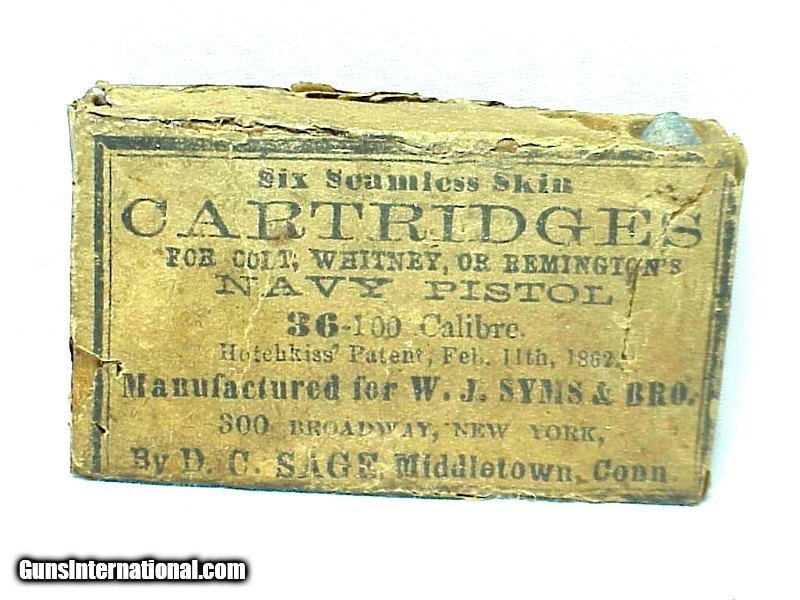 Six Seamless Skin
CARTRIDGES
FOR COLT, WHITNEY, OR REMINGTON'S
NAVY PISTOL
36-100 Calibre.
Hotchkiss' Patent, Feb. 11th, 1862.
Manufactured for W. J. SYMS & BRO.
300 BROADWAY, NEW YORK,
By D. C. SAGE, Middletown, Conn
GunsInternational.com